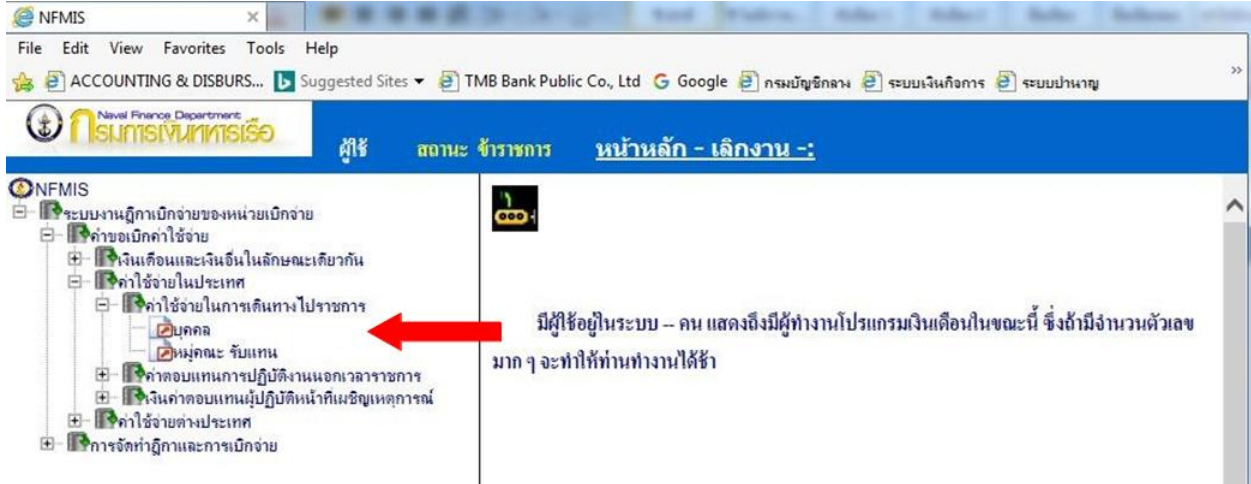 NFMIS
File Edit View Favorites Tools Help
ACCOUNTING & DISBURS... Suggested Sites TMB Bank Public Co., Ltd Google กรมบัญชีกลาง ระบบเงินกิจการ ระบบบำนาญ
Naval Finance Department
กรมการเงินทหารเรือ
ผู้ใช้ สถานะ ข้าราชการ หน้าหลัก - เลิกงาน -:
NFMIS
ระบบงานฎีกาเบิกจ่ายของหน่วยเบิกจ่าย
คำขอเบิกค่าใช้จ่าย
เงินเดือนและเงินอื่นในลักษณะเดียวกัน
ค่าใช้จ่ายในประเทศ
ค่าใช้จ่ายในการเดินทางไปราชการ
บุคคล
หมู่คณะ รับแทน
ค่าตอบแทนการปฏิบัติงานนอกเวลาราชการ
เงินค่าตอบแทนผู้ปฏิบัติหน้าที่เผชิญเหตุการณ์
ค่าใช้จ่ายต่างประเทศ
การจัดทำฎีกาและการเบิกจ่าย
มีผู้ใช้อยู่ในระบบ -- คน แสดงถึงมีผู้ทำงานโปรแกรมเงินเดือนในขณะนี้ ซึ่งถ้ามีจำนวนตัวเลข
มาก ๆ จะทำให้ท่านทำงานได้ช้า